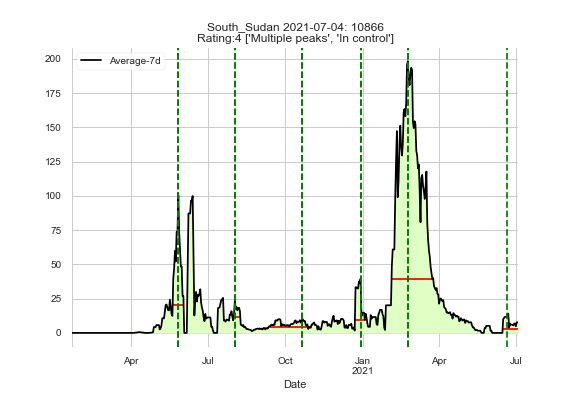 South_Sudan 2021-07-04: 10866
Rating:4 ['Multiple peaks', 'In control']
Average-7d
200
175
150
125
100
75
50
25
0
Apr Jul Oct Jan Apr Jul
2021
Date